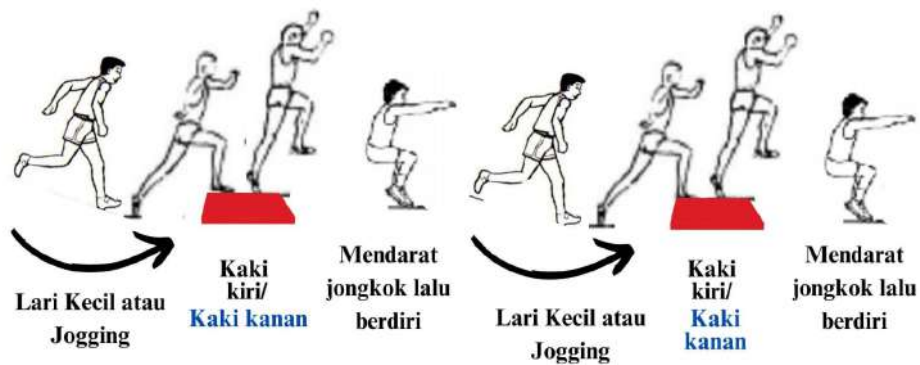 Lari Kecil atau
Jogging
Kaki
kiri/
Kaki kanan
Mendarat
jongkok lalu
berdiri
Lari Kecil atau
Jogging
Kaki
kiri/
Kaki
kanan
Mendarat
jongkok lalu
berdiri